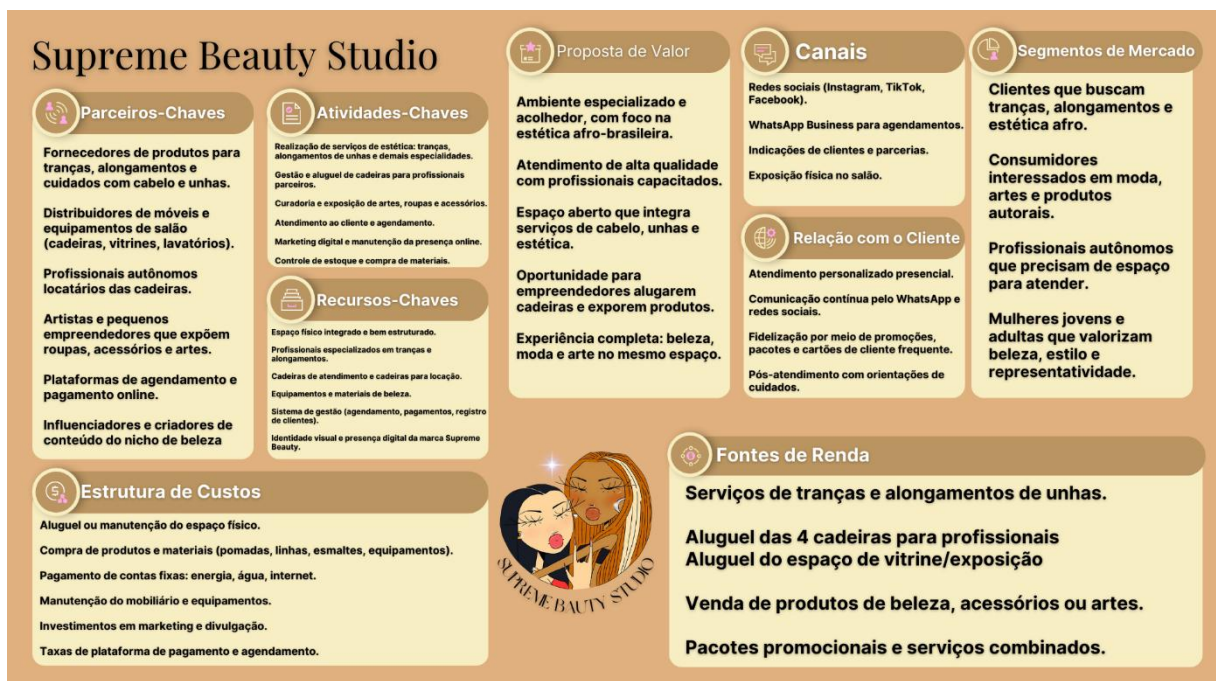 Supreme Beauty Studio
Parceiros-Chaves
Fornecedores de produtos para
tranças, alongamentos e
cuidados com cabelo e unhas.
Distribuidores de móveis e
equipamentos de salão
(cadeiras, vitrines, lavatórios).
Profissionais autônomos
locatários das cadeiras.
Artistas e pequenos
empreendedores que expõem
roupas, acessórios e artes.
Plataformas de agendamento e
pagamento online.
Influenciadores e criadores de
conteúdo do nicho de beleza
Atividades-Chaves
Realização de serviços de estética: tranças,
alongamentos de unhas e demais especialidades.
Gestão e aluguel de cadeiras para profissionais
parceiros.
Curadoria e exposição de artes, roupas e acessórios.
Atendimento ao cliente e agendamento.
Marketing digital e manutenção da presença online.
Controle de estoque e compra de materiais.
Recursos-Chaves
Espaço físico integrado e bem estruturado.
Profissionais especializados em tranças e
alongamentos.
Cadeiras de atendimento e cadeiras para locação.
Equipamentos e materiais de beleza.
Sistema de gestão (agendamento, pagamentos, registro
de clientes).
Identidade visual e presença digital da marca Supreme
Beauty.
Proposta de Valor
Ambiente especializado e
acolhedor, com foco na
estética afro-brasileira.
Atendimento de alta qualidade
com profissionais capacitados.
Espaço aberto que integra
serviços de cabelo, unhas e
estética.
Oportunidade para
empreendedores alugarem
cadeiras e exporem produtos.
Experiência completa: beleza,
moda e arte no mesmo espaço.
Canais
Redes sociais (Instagram, TikTok,
Facebook).
WhatsApp Business para agendamentos.
Indicações de clientes e parcerias.
Exposição física no salão.
Relação com o Cliente
Atendimento personalizado presencial.
Comunicação contínua pelo WhatsApp e
redes sociais.
Fidelização por meio de promoções,
pacotes e cartões de cliente frequente.
Pós-atendimento com orientações de
cuidados.
Segmentos de Mercado
Clientes que buscam
tranças, alongamentos e
estética afro.
Consumidores
interessados em moda,
artes e produtos
autorais.
Profissionais autônomos
que precisam de espaço
para atender.
Mulheres jovens e
adultas que valorizam
beleza, estilo e
representatividade.
Estrutura de Custos
Aluguel ou manutenção do espaço físico.
Compra de produtos e materiais (pomadas, linhas, esmaltes, equipamentos).
Pagamento de contas fixas: energia, água, internet.
Manutenção do mobiliário e equipamentos.
Investimentos em marketing e divulgação.
Taxas de plataforma de pagamento e agendamento.
SUPREME BAUTY STUDIO
Fontes de Renda
Serviços de tranças e alongamentos de unhas.
Aluguel das 4 cadeiras para profissionais
Aluguel do espaço de vitrine/exposição
Venda de produtos de beleza, acessórios ou artes.
Pacotes promocionais e serviços combinados.